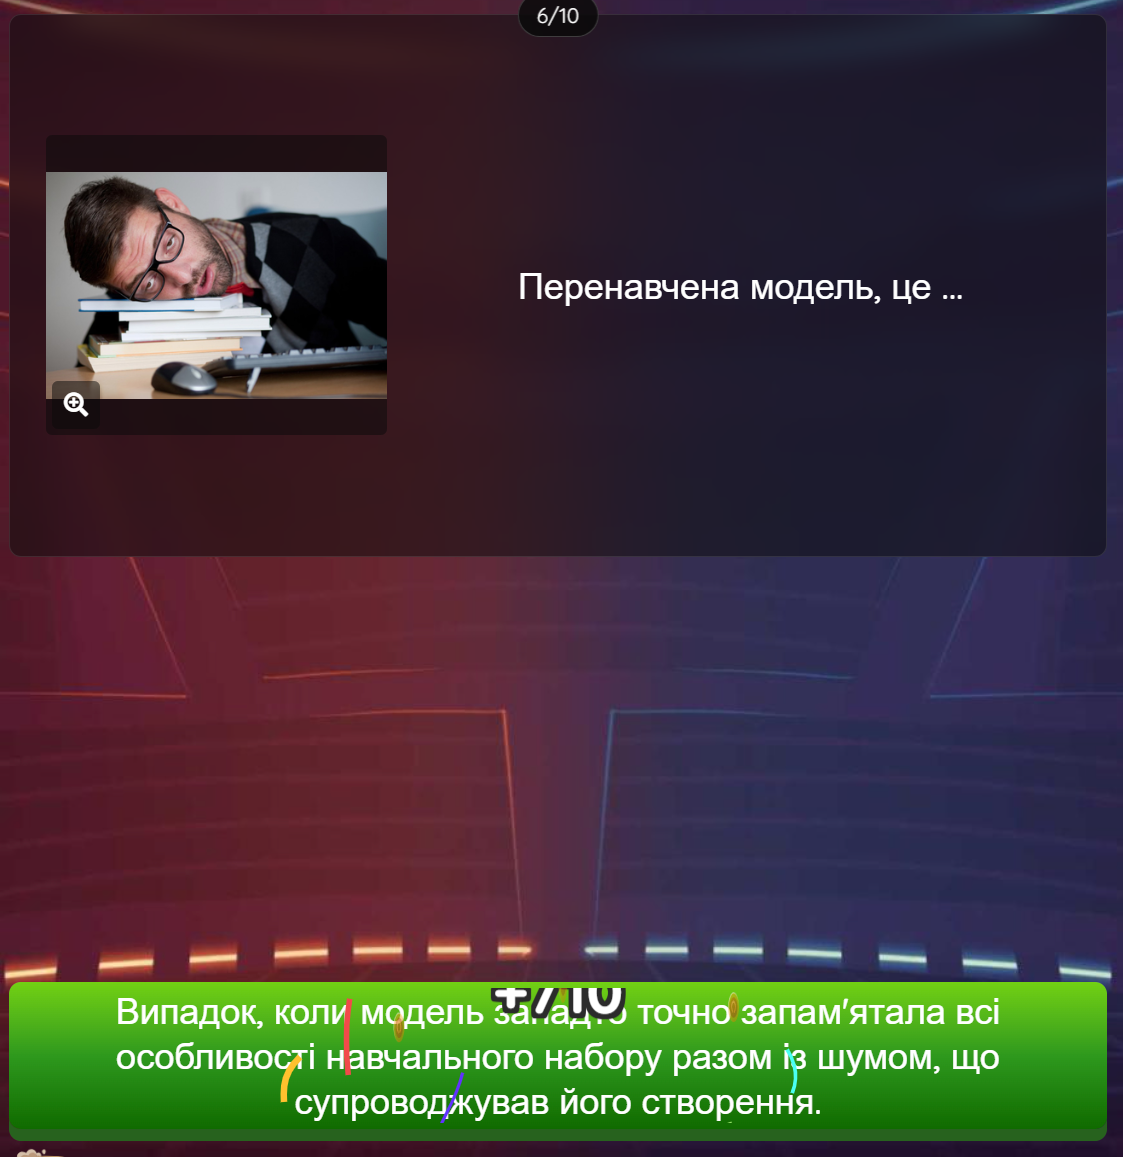 6/10
Перенавчена модель, це ...
+710
Випадок, коли модель занадто точно запам'ятала всі
особливості навчального набору разом із шумом, що
супроводжував його створення.